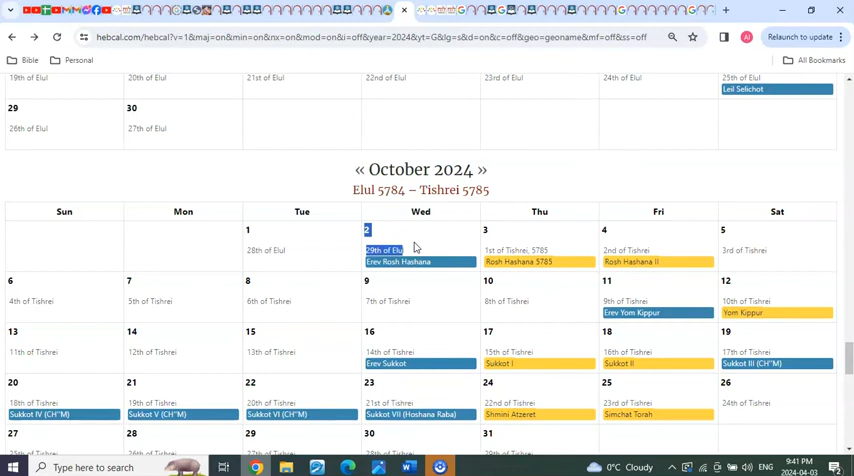 hebcal.com/hebcal?v=1&maj=on&min=on&nx=on&mod=on&i=off&year=2024&yt=G&lg=s&d=on&c=off&geo=geoname&mf=off&ss=off
Relaunch to update
Bible
Personal
All Bookmarks
19th of Elul
20th of Elul
21st of Elul
22nd of Elul
23rd of Elul
24th of Elul
25th of Elul
Leil Selichot
29
30
26th of Elul
27th of Elul
« October 2024 »
Elul 5784 – Tishrei 5785
Sun Mon Tue Wed Thu Fri Sat
1 2 3 4 5
28th of Elul 29th of Elu 1st of Tishrei, 5785 2nd of Tishrei 3rd of Tishrei
Erev Rosh Hashana Rosh Hashana 5785 Rosh Hashana II
6 7 8 9 10 11 12
4th of Tishrei 5th of Tishrei 6th of Tishrei 7th of Tishrei 8th of Tishrei 9th of Tishrei 10th of Tishrei
Erev Yom Kippur Yom Kippur
13 14 15 16 17 18 19
11th of Tishrei 12th of Tishrei 13th of Tishrei 14th of Tishrei 15th of Tishrei 16th of Tishrei 17th of Tishrei
Erev Sukkot Sukkot I Sukkot II Sukkot III (CH"M)
20 21 22 23 24 25 26
18th of Tishrei 19th of Tishrei 20th of Tishrei 21st of Tishrei 22nd of Tishrei 23rd of Tishrei 24th of Tishrei
Sukkot IV (CH"M) Sukkot V (CH"M) Sukkot VI (CH"M) Sukkot VII (Hoshana Raba) Shmini Atzeret Simchat Torah
27 28 29 30 31
Type here to search
0°C Cloudy
ENG
9:41 PM
2024-04-03